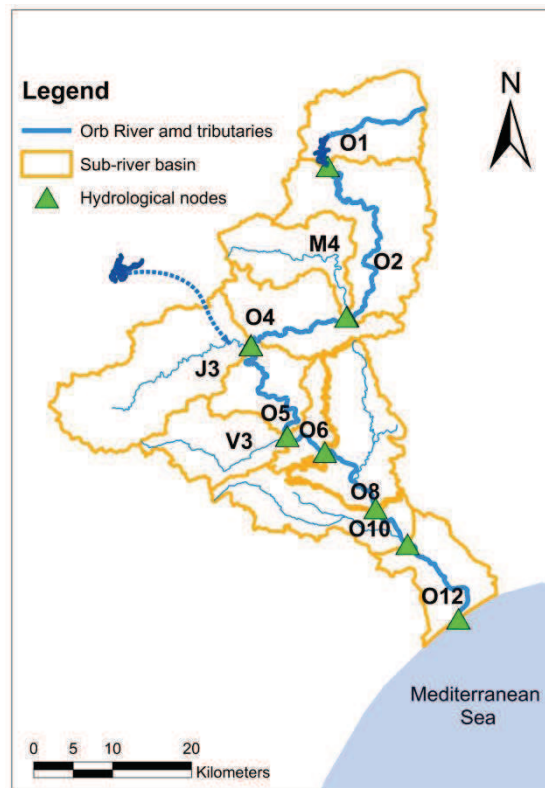 Legend
Orb River amd tributaries
Sub-river basin
Hydrological nodes
N
O1
M4
O2
O4
J3
O5
O6
V3
O8
O10
O12
Mediterranean
Sea
0 5 10 20
Kilometers